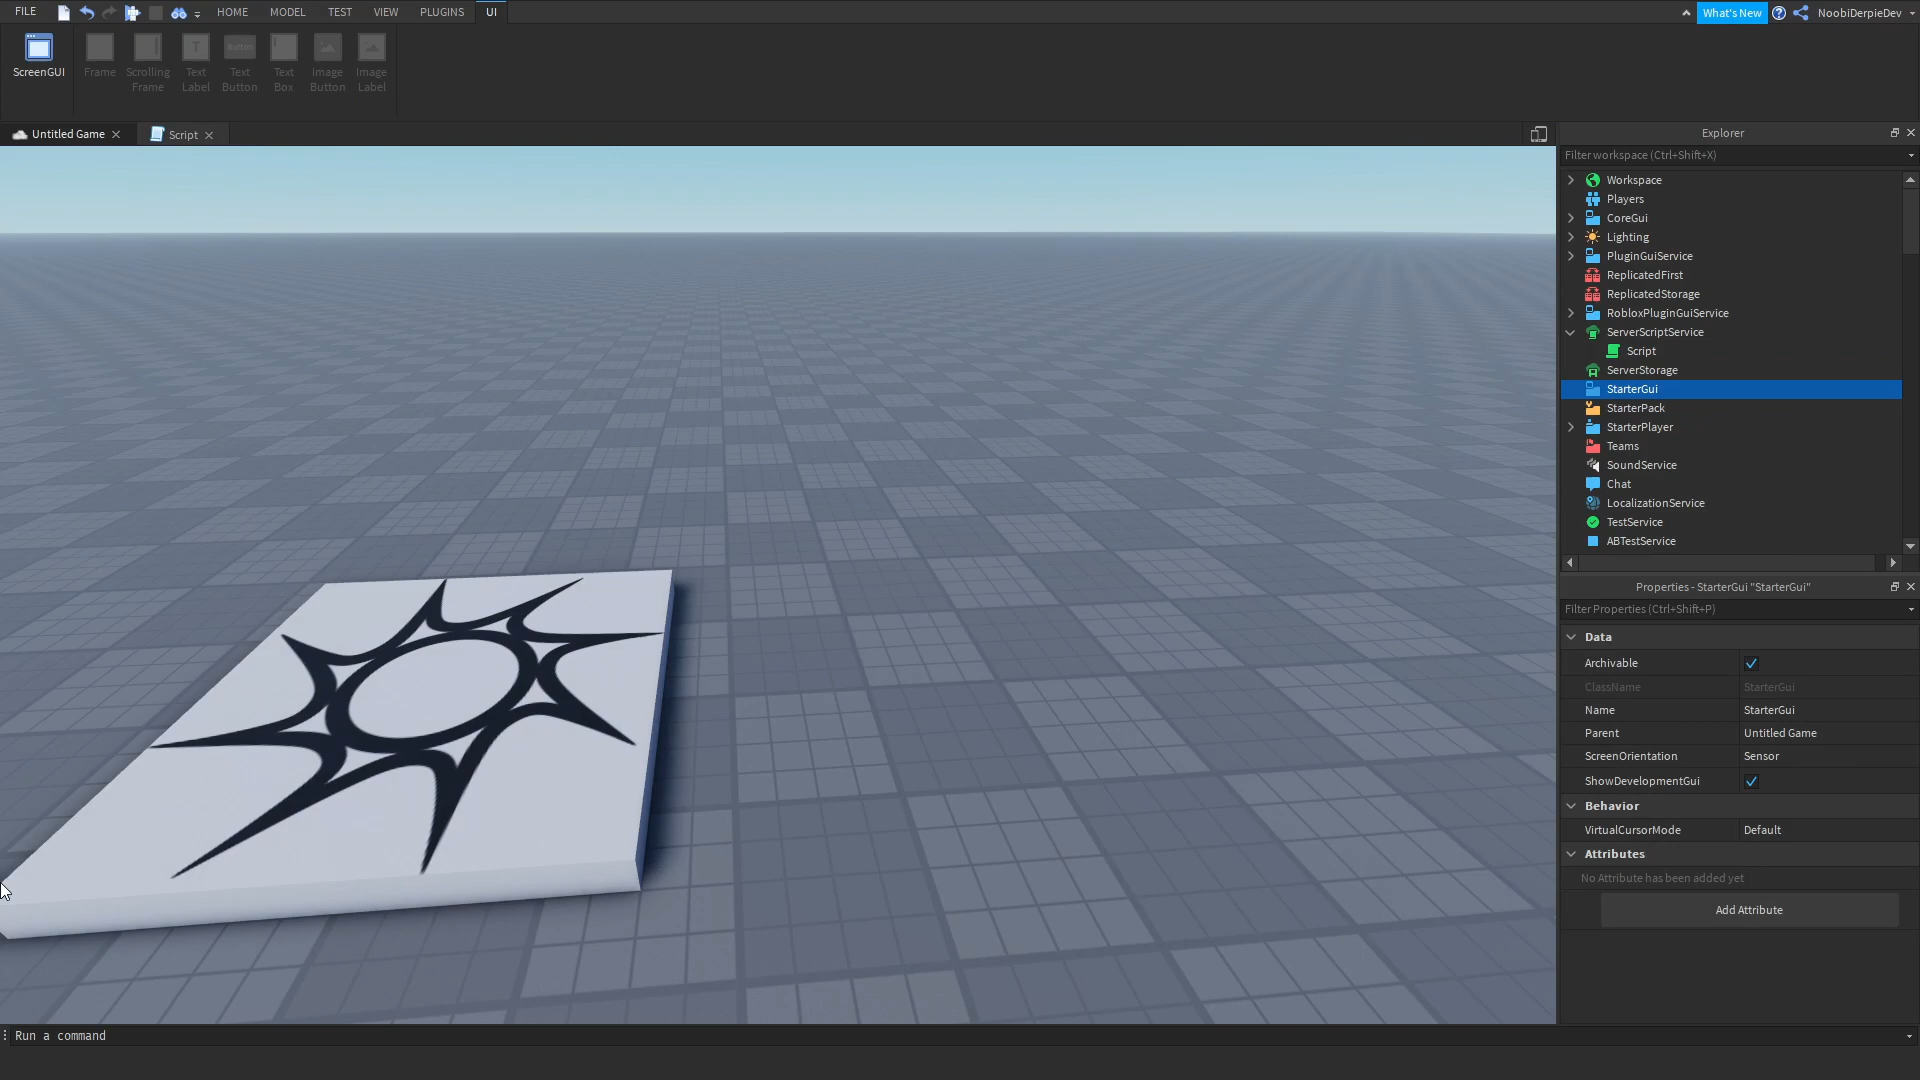 FILE
HOME
MODEL
TEST
VIEW
PLUGINS
UI
What's New
NoobiDerpieDev
ScreenGUI
Frame
Scrolling
Frame
Text
Label
Button
Text
Button
Text
Box
Image
Button
Image
Label
Untitled Game
Script
Explorer
Filter workspace (Ctrl+Shift+X)
Workspace
Players
CoreGui
Lighting
PluginGuiService
ReplicatedFirst
ReplicatedStorage
RobloxPluginGuiService
ServerScriptService
Script
ServerStorage
StarterGui
StarterPack
StarterPlayer
Teams
SoundService
Chat
LocalizationService
TestService
ABTestService
Properties - StarterGui "StarterGui"
Filter Properties (Ctrl+Shift+P)
Data
Archivable
ClassName StarterGui
Name StarterGui
Parent Untitled Game
ScreenOrientation Sensor
ShowDevelopmentGui
Behavior
VirtualCursorMode Default
Attributes
No Attribute has been added yet
Add Attribute
Run a command